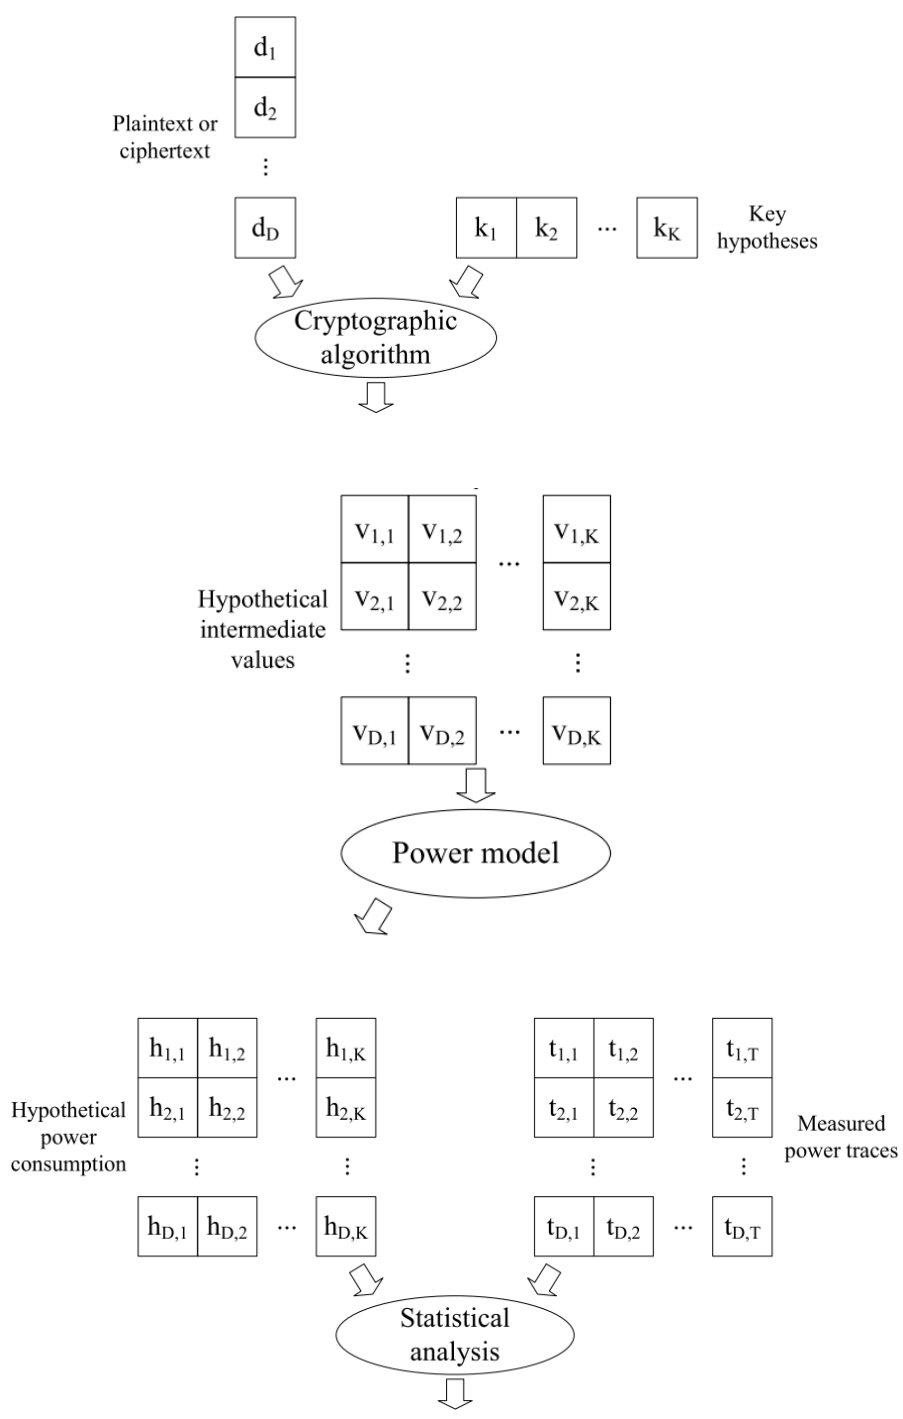 d1
d2
Plaintext or
ciphertext
⋮
dD
k1 k2 ... kK
Key
hypotheses
Cryptographic
algorithm
v1,1 v1,2 ... v1,K
v2,1 v2,2 v2,K
Hypothetical
intermediate
values
⋮ ⋮
vD,1 vD,2 ... vD,K
Power model
h1,1 h1,2 ... h1,K
h2,1 h2,2 h2,K
Hypothetical
power
consumption
⋮ ⋮
hD,1 hD,2 ... hD,K
t1,1 t1,2 ... t1,T
t2,1 t2,2 t2,T
Measured
power traces
⋮ ⋮
tD,1 tD,2 ... tD,T
Statistical
analysis